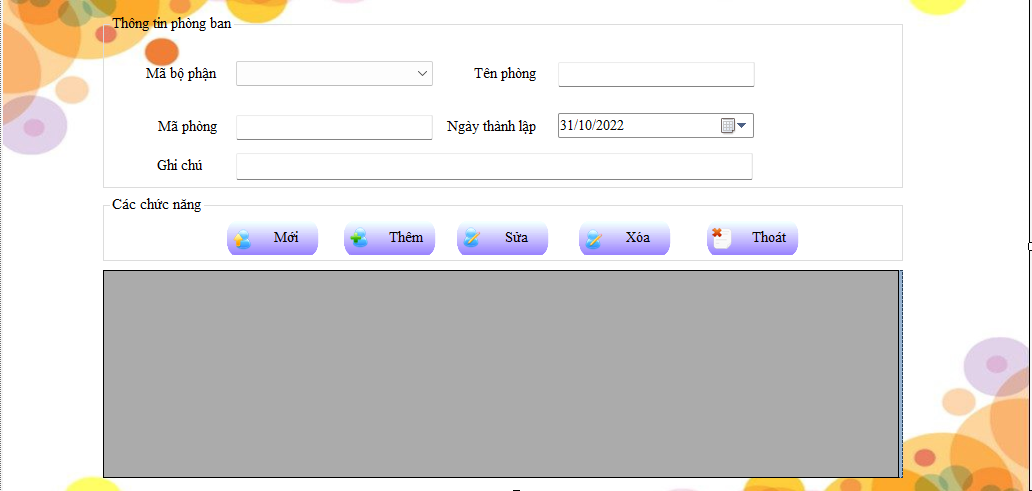 Thông tin phòng ban
Mã bộ phận
Tên phòng
Mã phòng
Ngày thành lập
31/10/2022
Ghi chú
Các chức năng
Mới
Thêm
Sửa
Xóa
Thoát